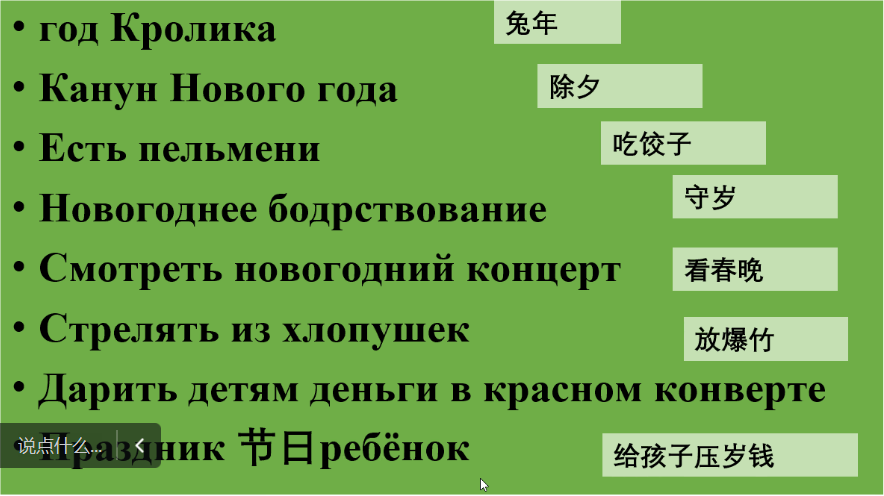 • год Кролика 兔年
• Канун Нового года 除夕
• Есть пельмени 吃饺子
• Новогоднее бодрствование 守岁
• Смотреть новогодний концерт 看春晚
• Стрелять из хлопушек 放爆竹
• Дарить детям деньги в красном конверте
• Праздник 节日ребёнок 给孩子压岁钱
说点什么...